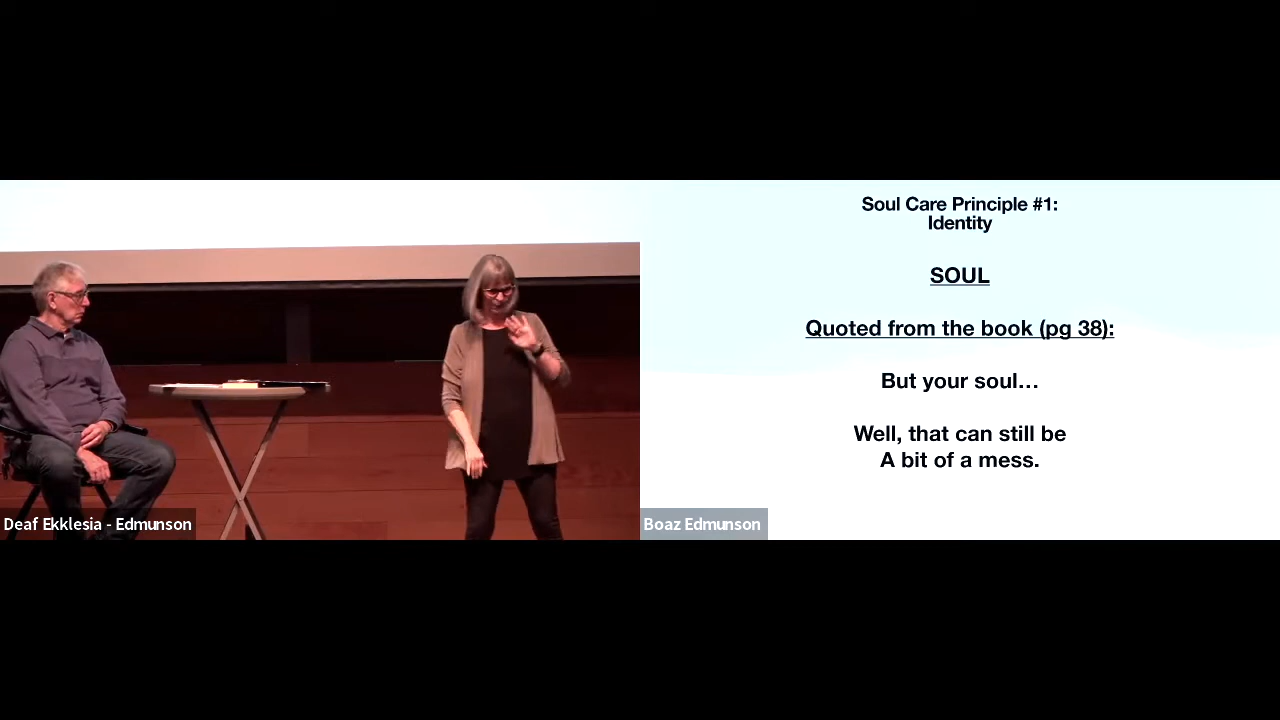 Soul Care Principle #1:
Identity
SOUL
Quoted from the book (pg 38):
But your soul…
Well, that can still be
A bit of a mess.
Deaf Ekklesia - Edmunson
Boaz Edmunson